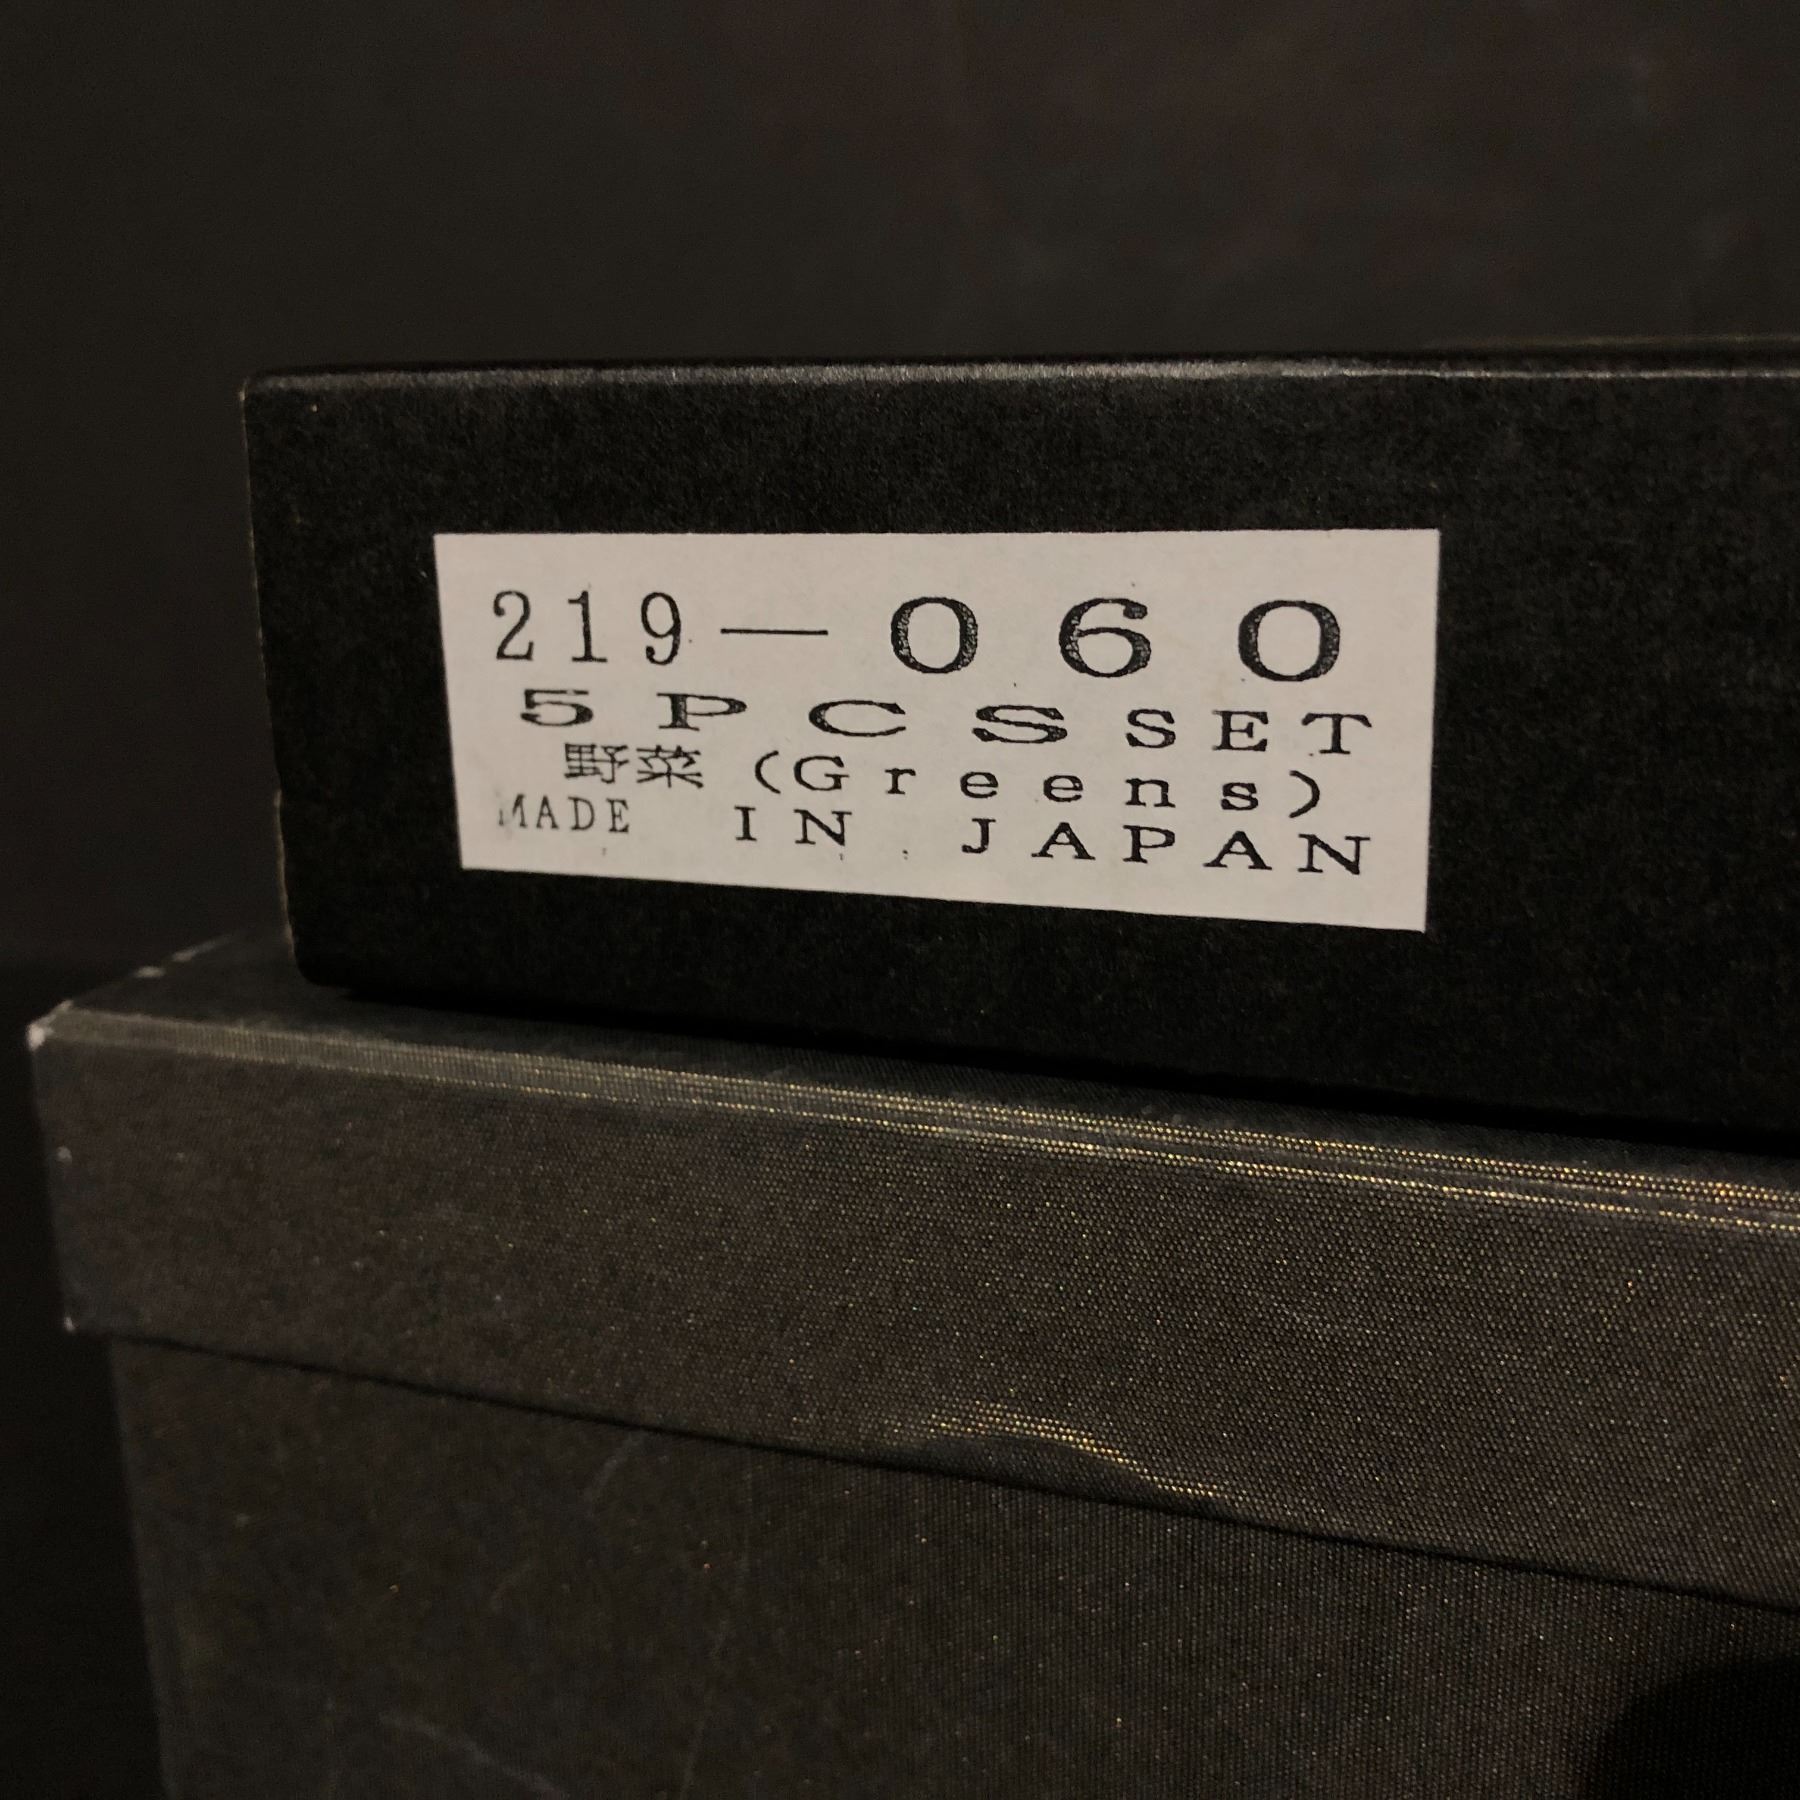 219-060
5PCSSET
野菜 (Greens)
MADE IN JAPAN